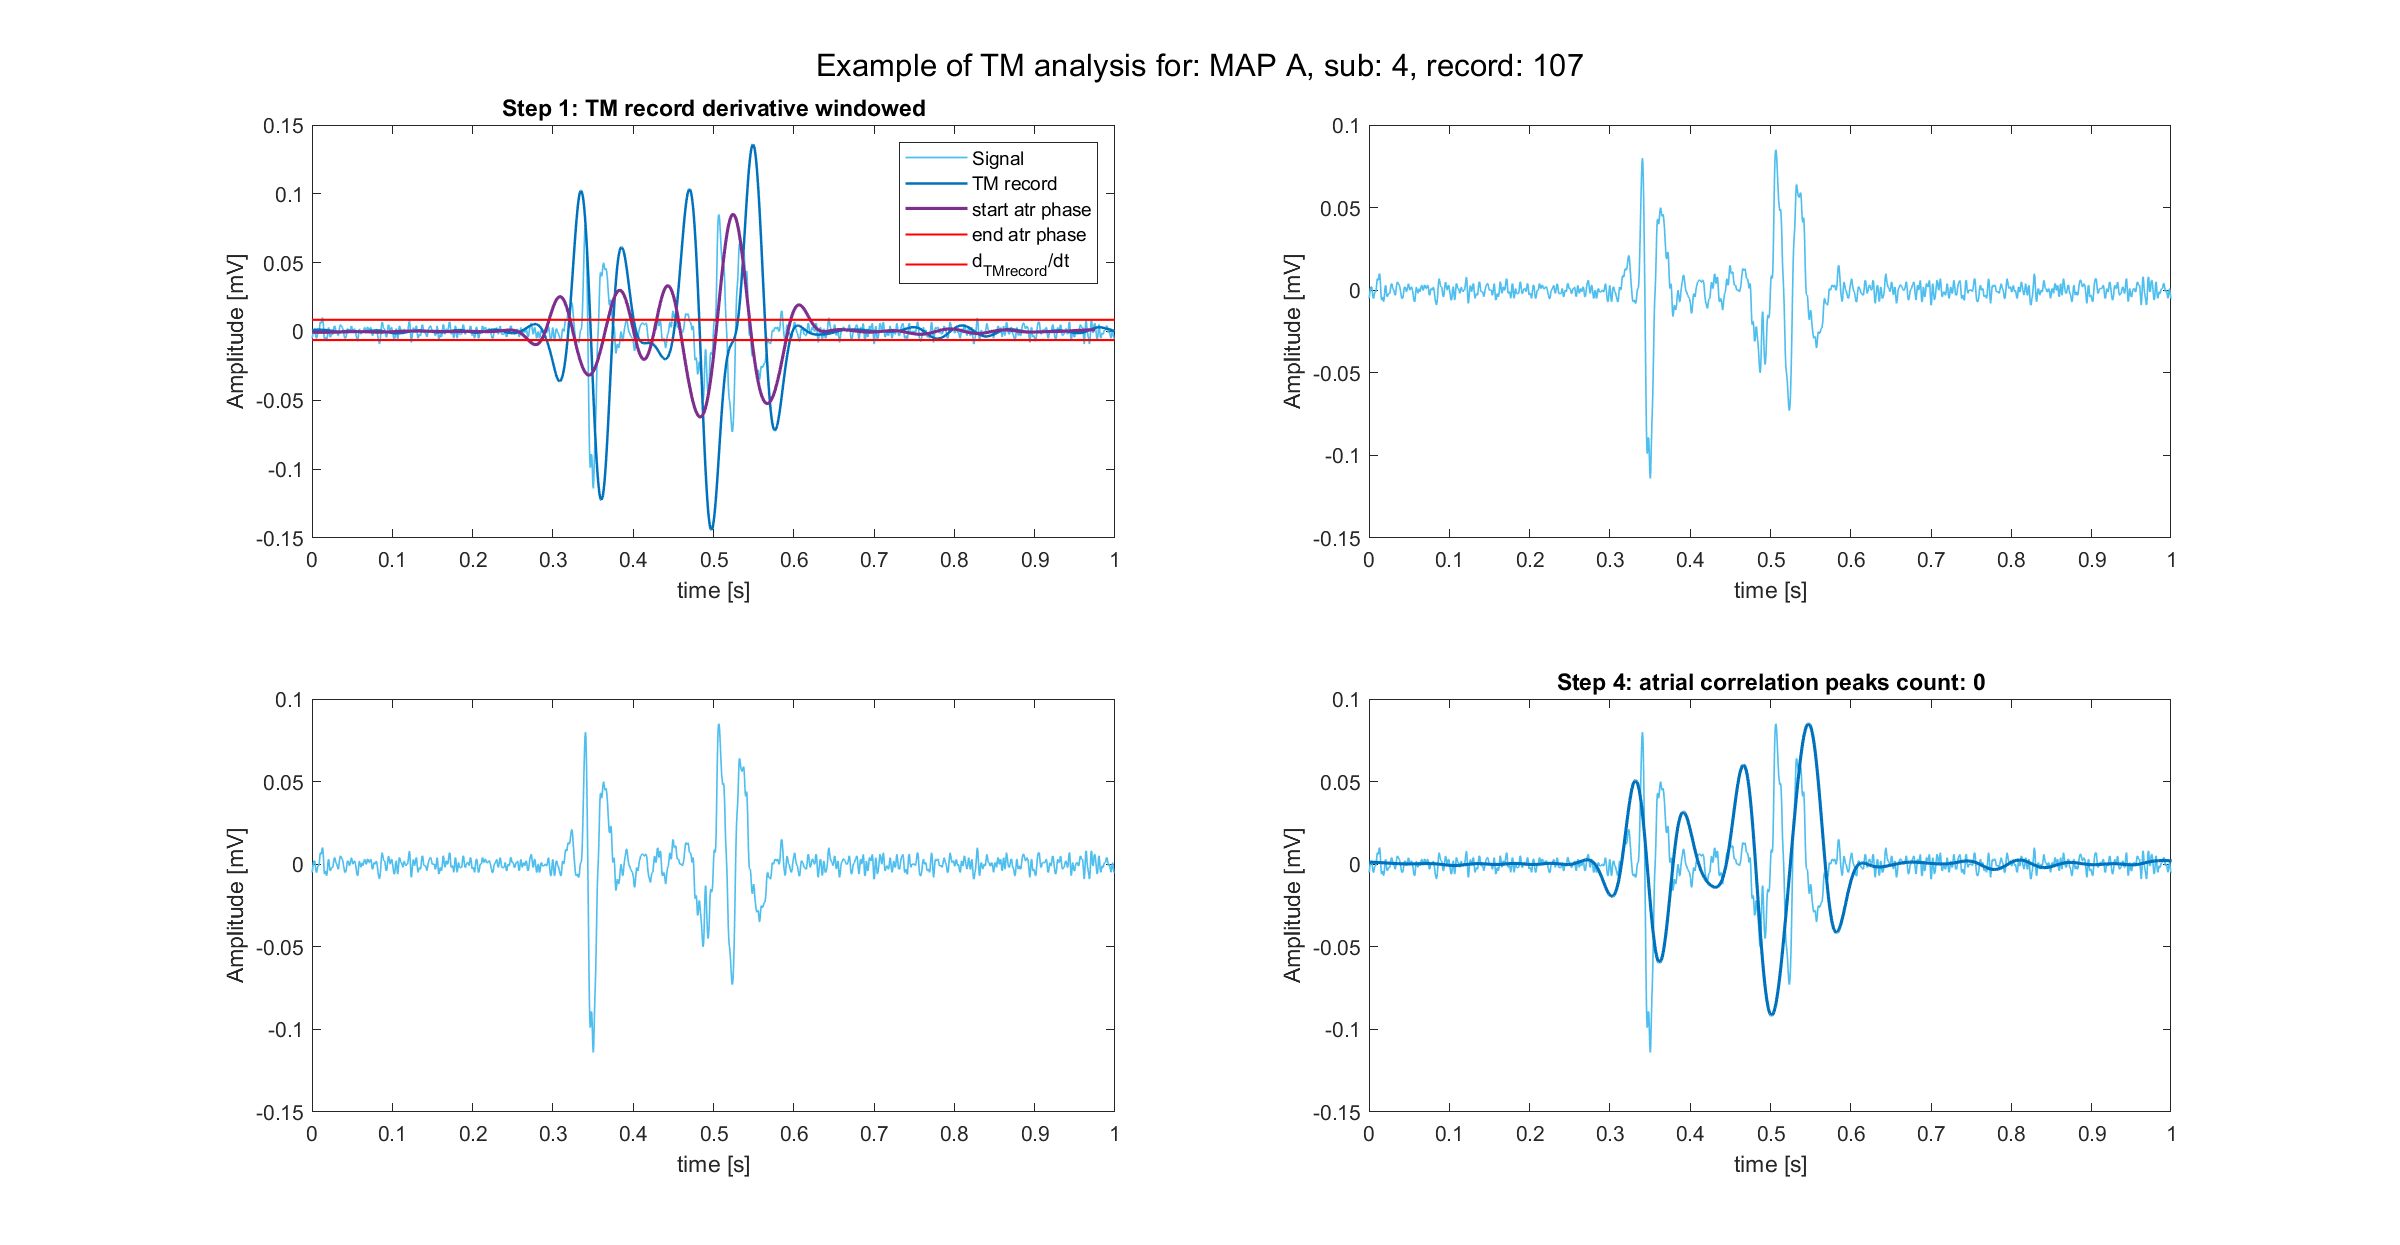 Example of TM analysis for: MAP A, sub: 4, record: 107
Step 1: TM record derivative windowed
Signal
TM record
start atr phase
end atr phase
d_TMrecord/dt
Amplitude [mV]
0.15
0.1
0.05
0
-0.05
-0.1
-0.15
0 0.1 0.2 0.3 0.4 0.5 0.6 0.7 0.8 0.9 1
time [s]
Amplitude [mV]
0.1
0.05
0
-0.05
-0.1
-0.15
0 0.1 0.2 0.3 0.4 0.5 0.6 0.7 0.8 0.9 1
time [s]
Amplitude [mV]
0.1
0.05
0
-0.05
-0.1
-0.15
0 0.1 0.2 0.3 0.4 0.5 0.6 0.7 0.8 0.9 1
time [s]
Step 4: atrial correlation peaks count: 0
Amplitude [mV]
0.1
0.05
0
-0.05
-0.1
-0.15
0 0.1 0.2 0.3 0.4 0.5 0.6 0.7 0.8 0.9 1
time [s]